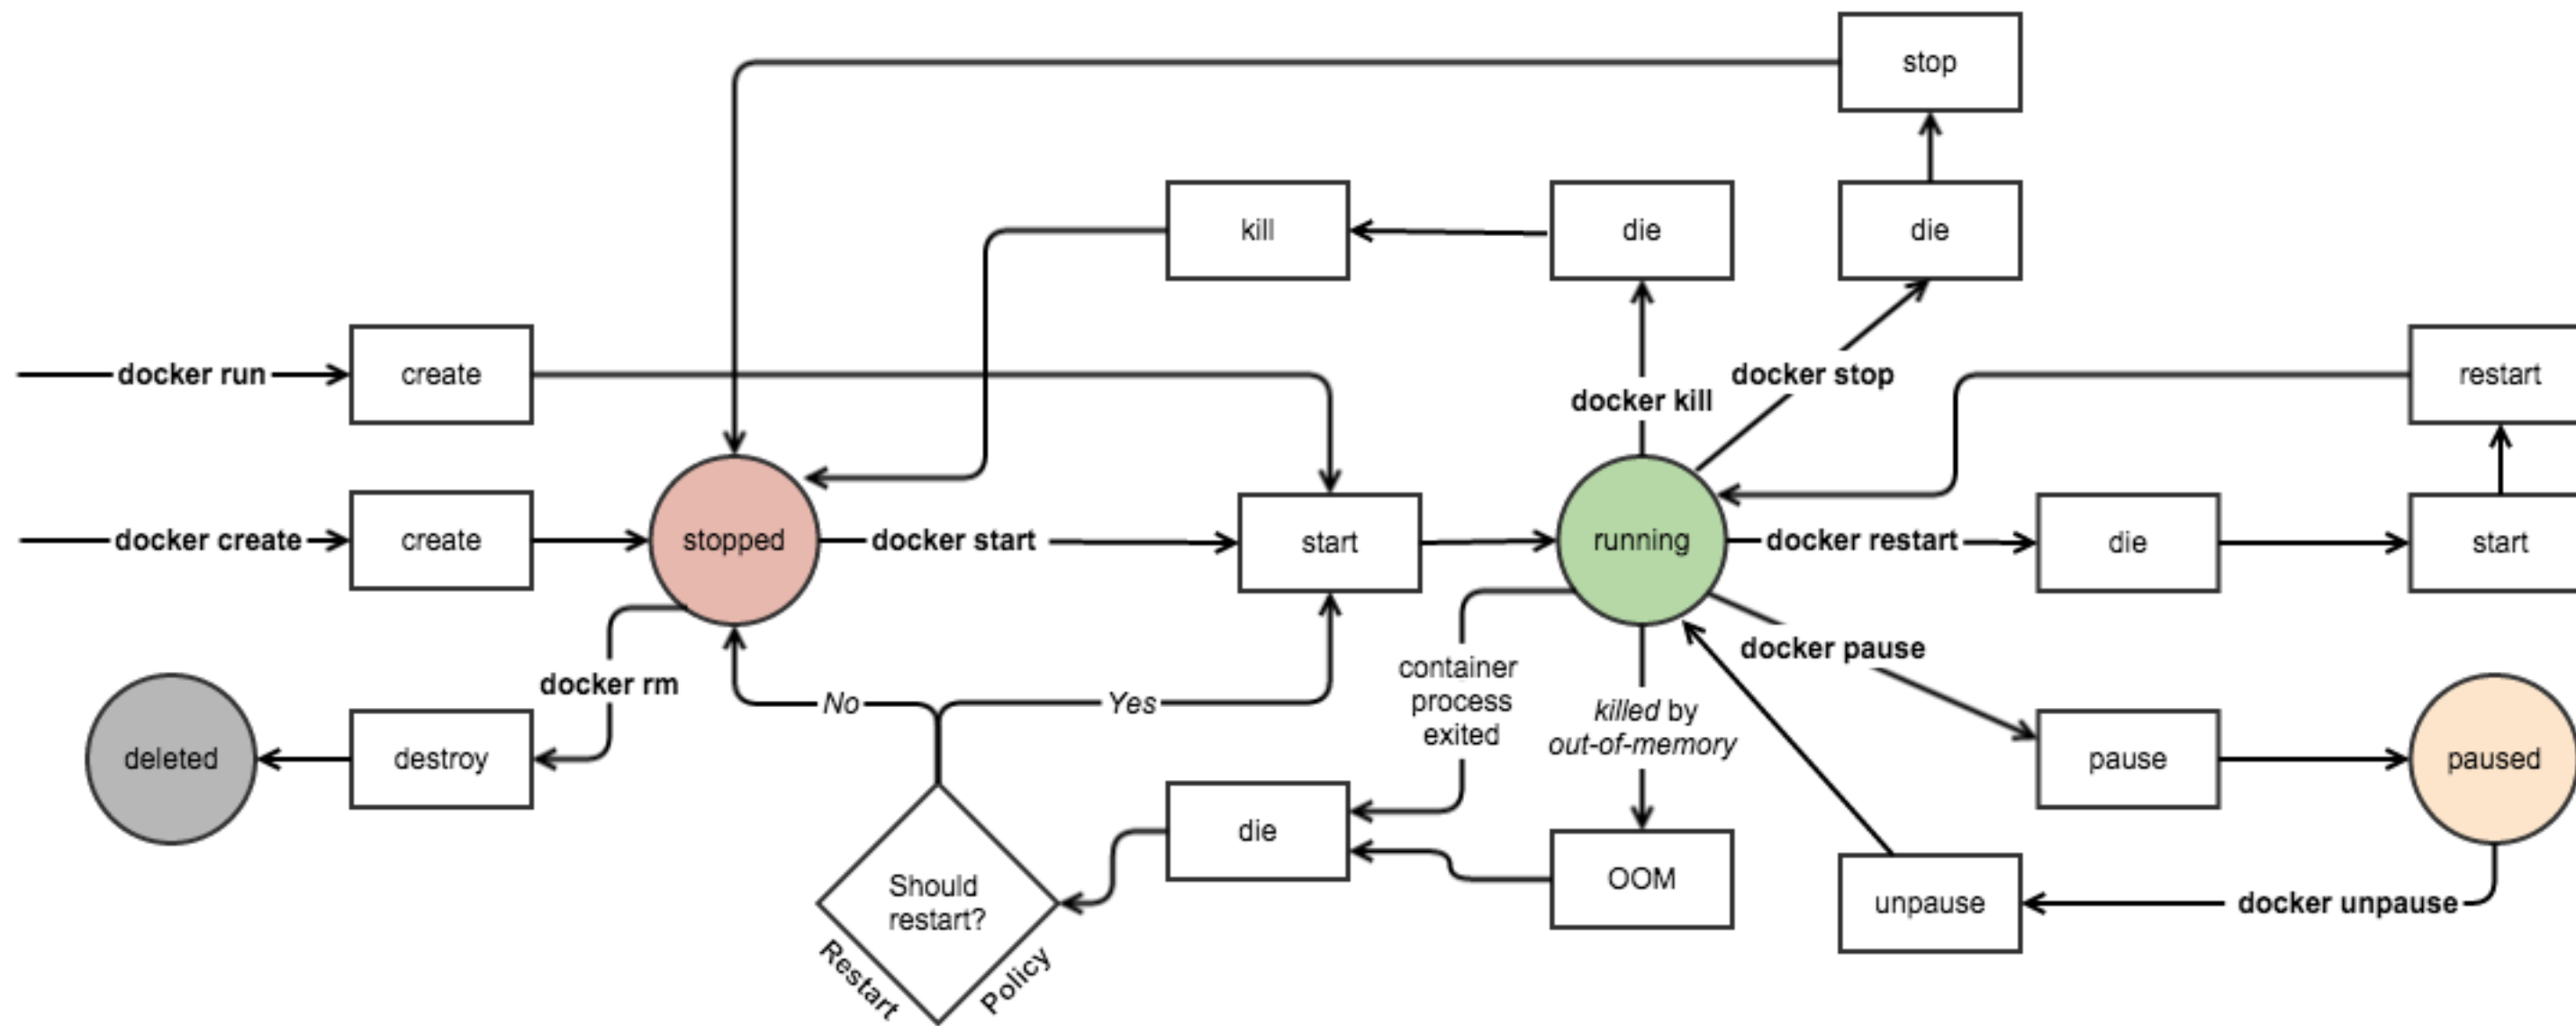 stop
kill
die
die
docker run
create
docker kill
docker stop
restart
docker create
create
stopped
docker start
start
running
docker restart
die
start
docker rm
No
Yes
container
process
exited
killed by
out-of-memory
docker pause
deleted
destroy
pause
paused
die
Should
restart?
Restart
Policy
OOM
unpause
docker unpause